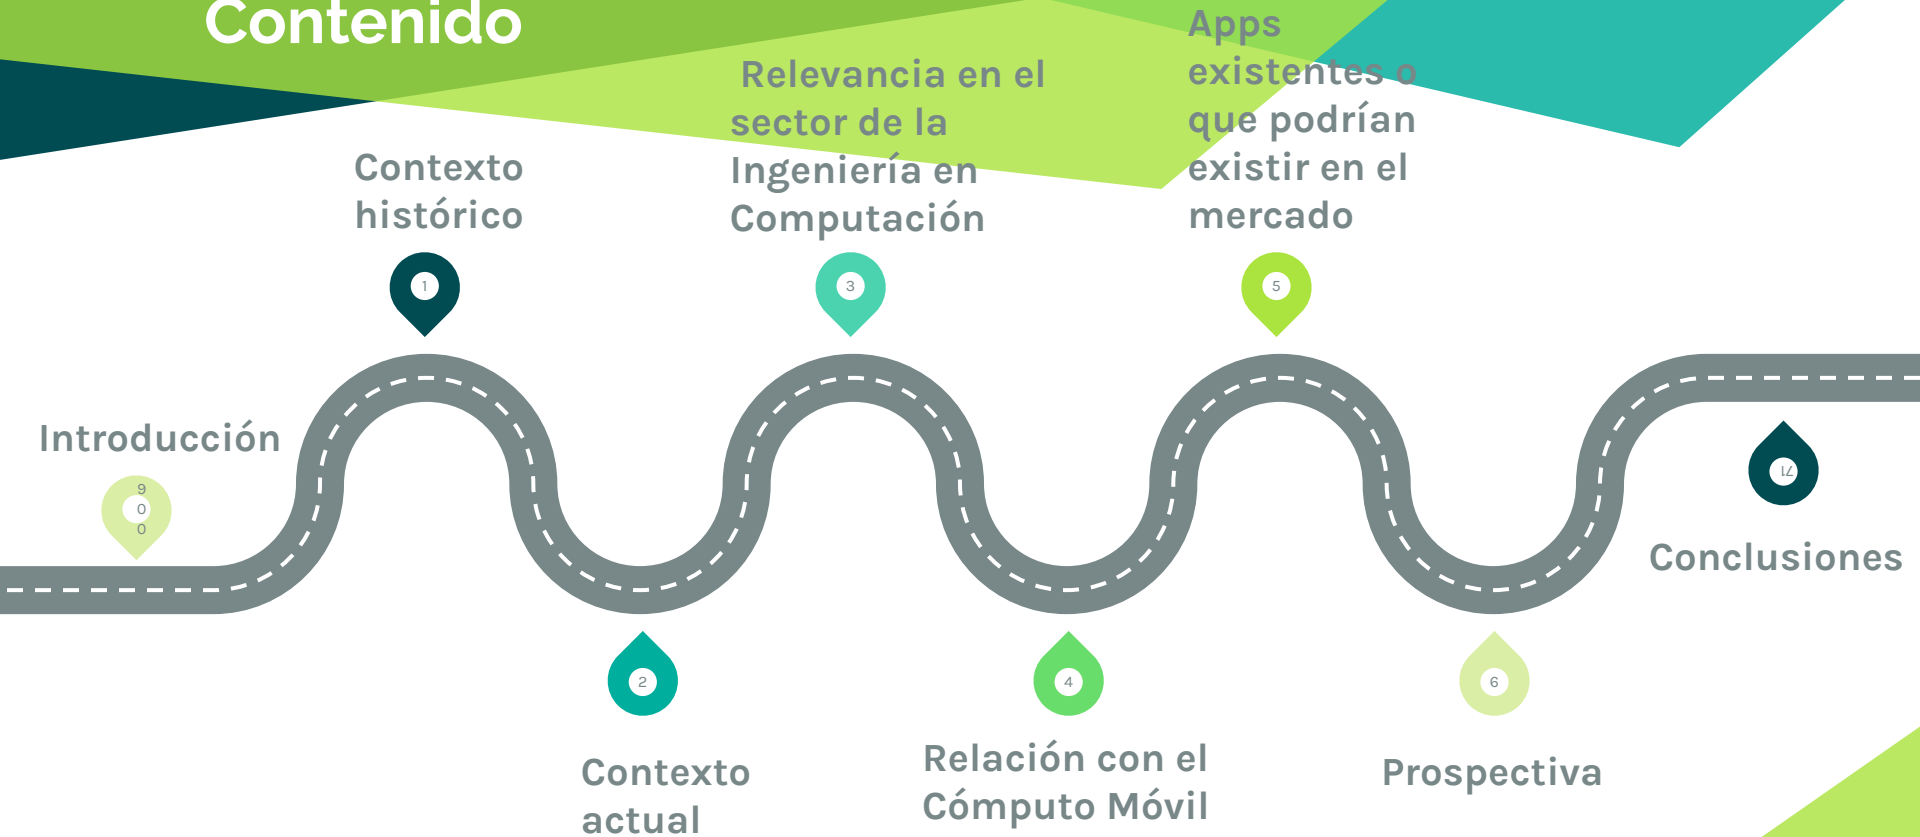 Contenido
Introducción
9
0
0
Contexto
histórico
1
2
Contexto
actual
Relevancia en el
sector de la
Ingeniería en
Computación
3
4
Relación con el
Cómputo Móvil
Apps
existentes o
que podrían
existir en el
mercado
5
6
Prospectiva
71
Conclusiones